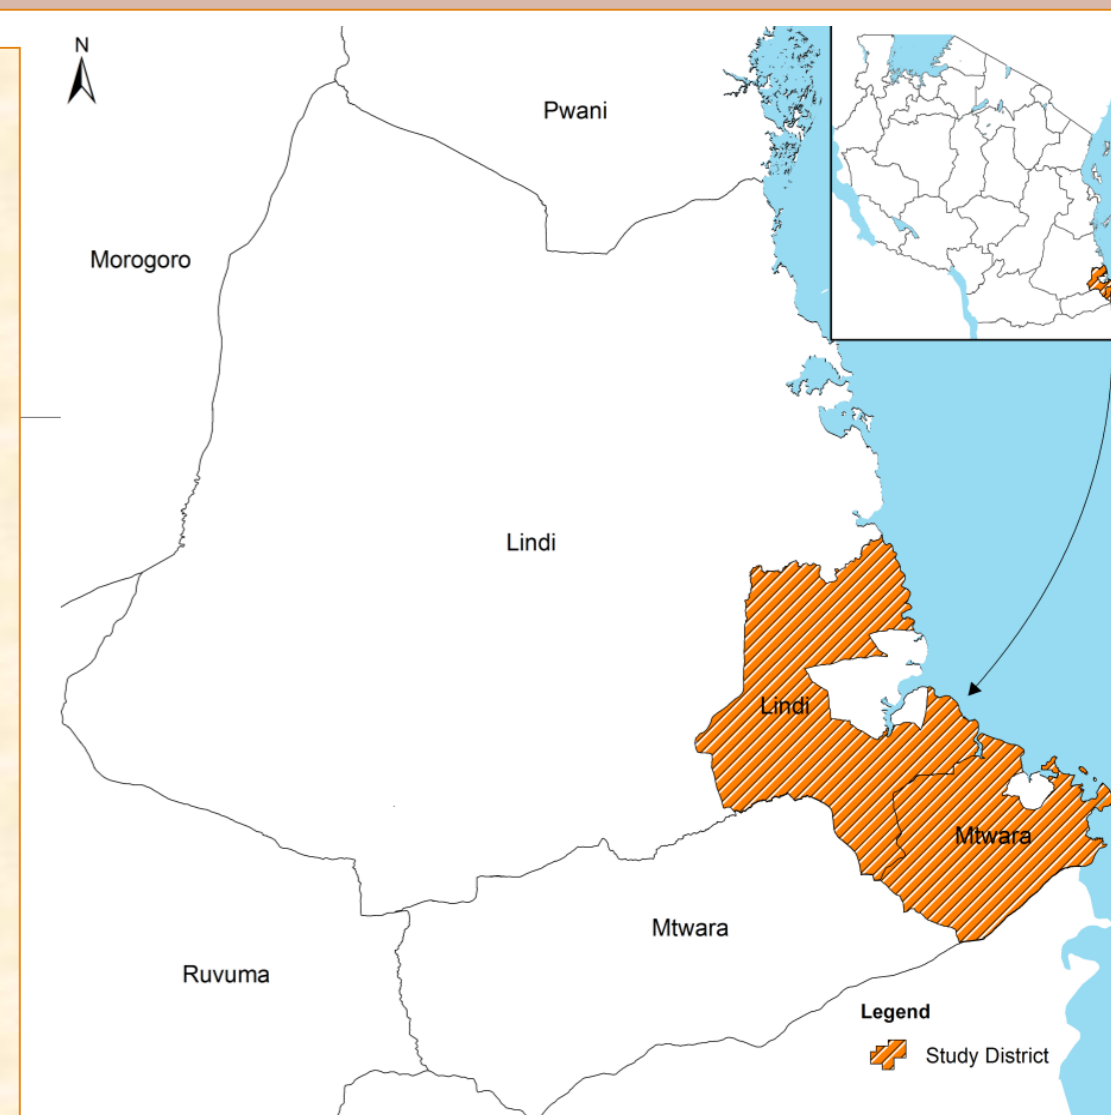 N
Pwani
Morogoro
Lindi
Lindi
Mtwara
Mtwara
Ruvuma
Legend
Study District